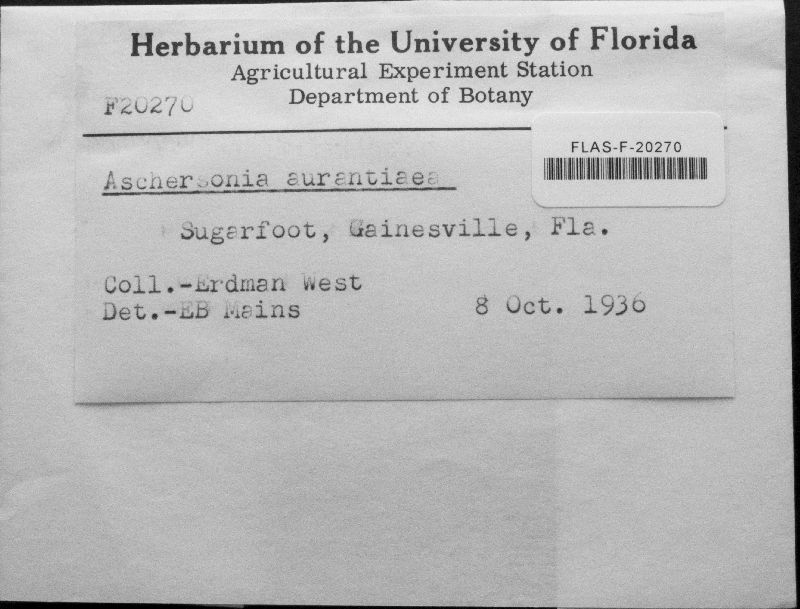 Herbarium of the University of Florida
Agricultural Experiment Station
Department of Botany
F20270
FLAS-F-20270
Aschersonia aurantiaea
Sugarfoot, Gainesville, Fla.
Coll.-Erdman West
Det.-EB Mains
8 Oct. 1936